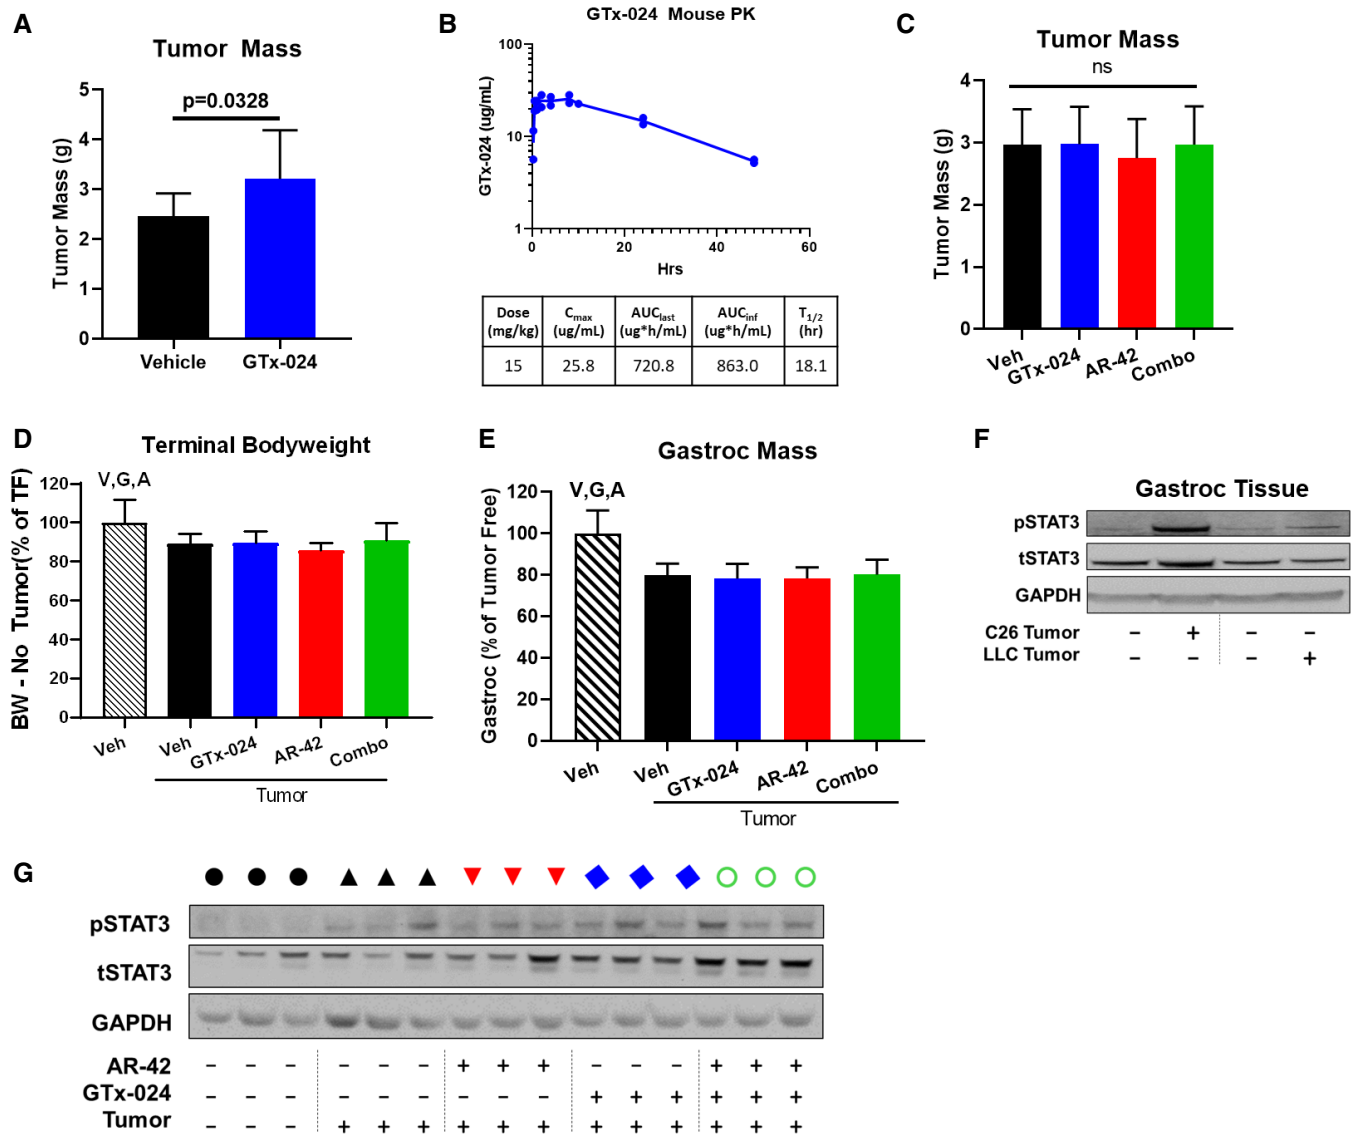 A
Tumor Mass
p=0.0328
Tumor Mass (g)
5
4
3
2
1
0
Vehicle
GTx-024
B
GTx-024 Mouse PK
GTx-024 (ug/mL)
100
10
1
0
20
40
60
Hrs
Dose (mg/kg)
Cmax (ug/mL)
AUClast (ug*h/mL)
AUCinf (ug*h/mL)
T1/2 (hr)
15
25.8
720.8
863.0
18.1
C
Tumor Mass
ns
Tumor Mass (g)
4
3
2
1
0
Veh
GTx-024
AR-42
Combo
D
Terminal Bodyweight
V,G,A
BW - No Tumor(% of TF)
120
100
80
60
40
20
0
Veh
Veh
GTx-024
AR-42
Combo
Tumor
E
Gastroc Mass
V,G,A
Gastroc (% of Tumor Free)
120
100
80
60
40
20
0
Veh
Veh
GTx-024
AR-42
Combo
Tumor
F
Gastroc Tissue
pSTAT3
tSTAT3
GAPDH
C26 Tumor − + − −
LLC Tumor − − − +
G
pSTAT3
tSTAT3
GAPDH
AR-42 − − − − − − + + + − − − + + +
GTx-024 − − − − − − − − − + + + + + +
Tumor − − − + + + + + + + + + + + +